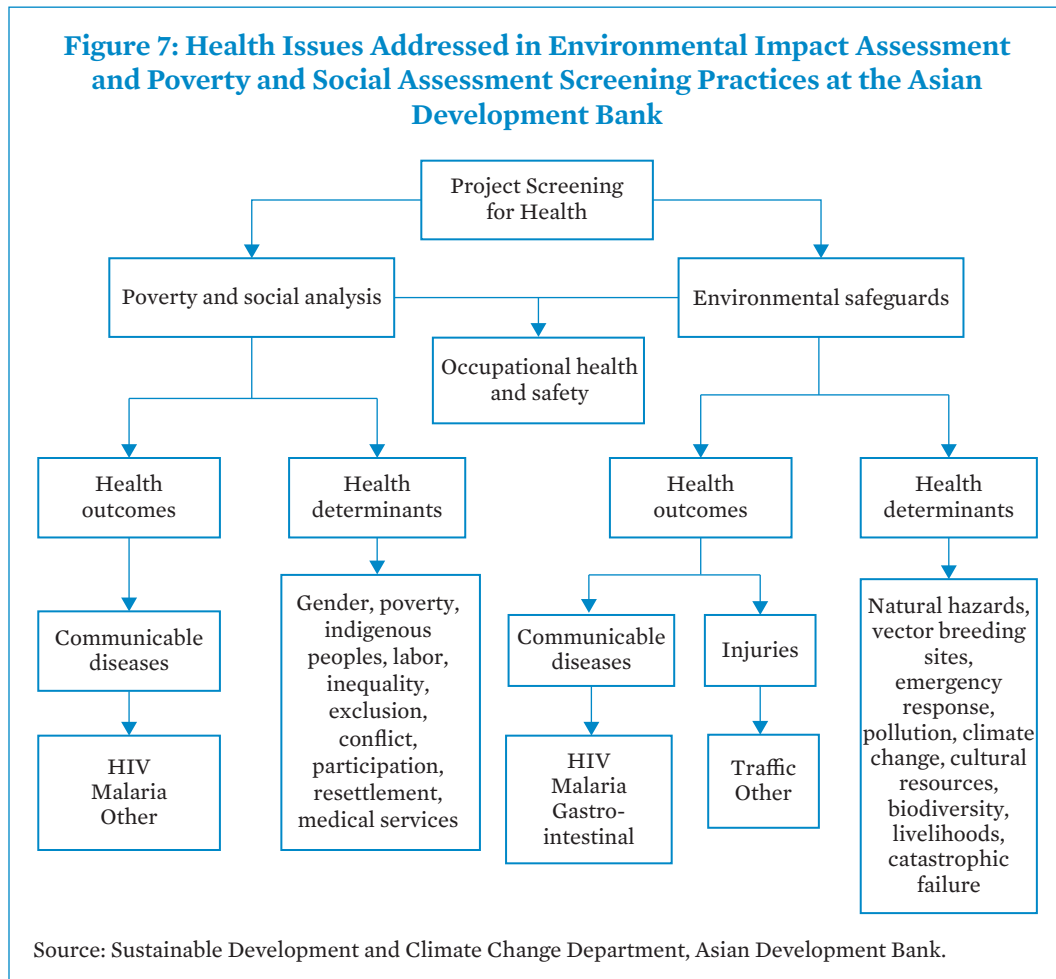 Figure 7: Health Issues Addressed in Environmental Impact Assessment
and Poverty and Social Assessment Screening Practices at the Asian
Development Bank
Project Screening
for Health
Poverty and social analysis
Environmental safeguards
Occupational health
and safety
Health
outcomes
Health
determinants
Health
outcomes
Health
determinants
Communicable
diseases
Gender, poverty,
indigenous
peoples, labor,
inequality,
exclusion,
conflict,
participation,
resettlement,
medical services
Communicable
diseases
Injuries
Natural hazards,
vector breeding
sites,
emergency
response,
pollution, climate
change, cultural
resources,
biodiversity,
livelihoods,
catastrophic
failure
HIV
Malaria
Other
HIV
Malaria
Gastro-
intestinal
Traffic
Other
Source: Sustainable Development and Climate Change Department, Asian Development Bank.